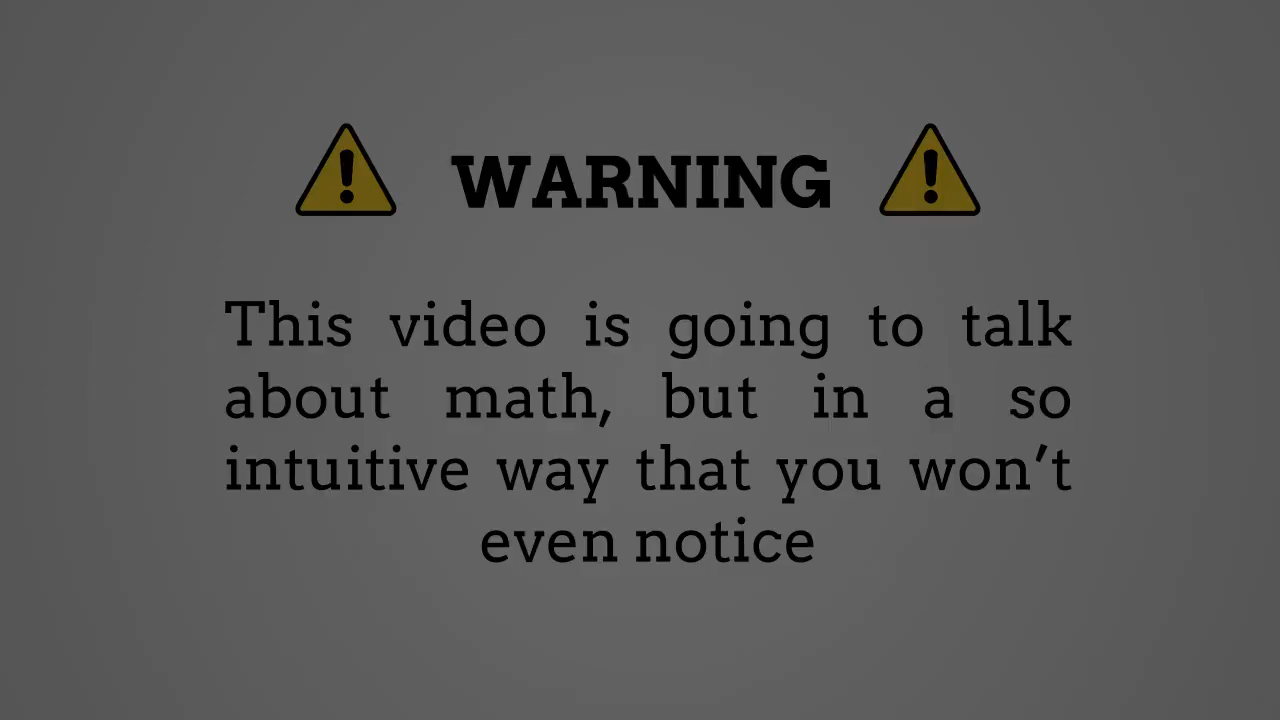 WARNING
This video is going to talk
about math, but in a so
intuitive way that you won’t
even notice